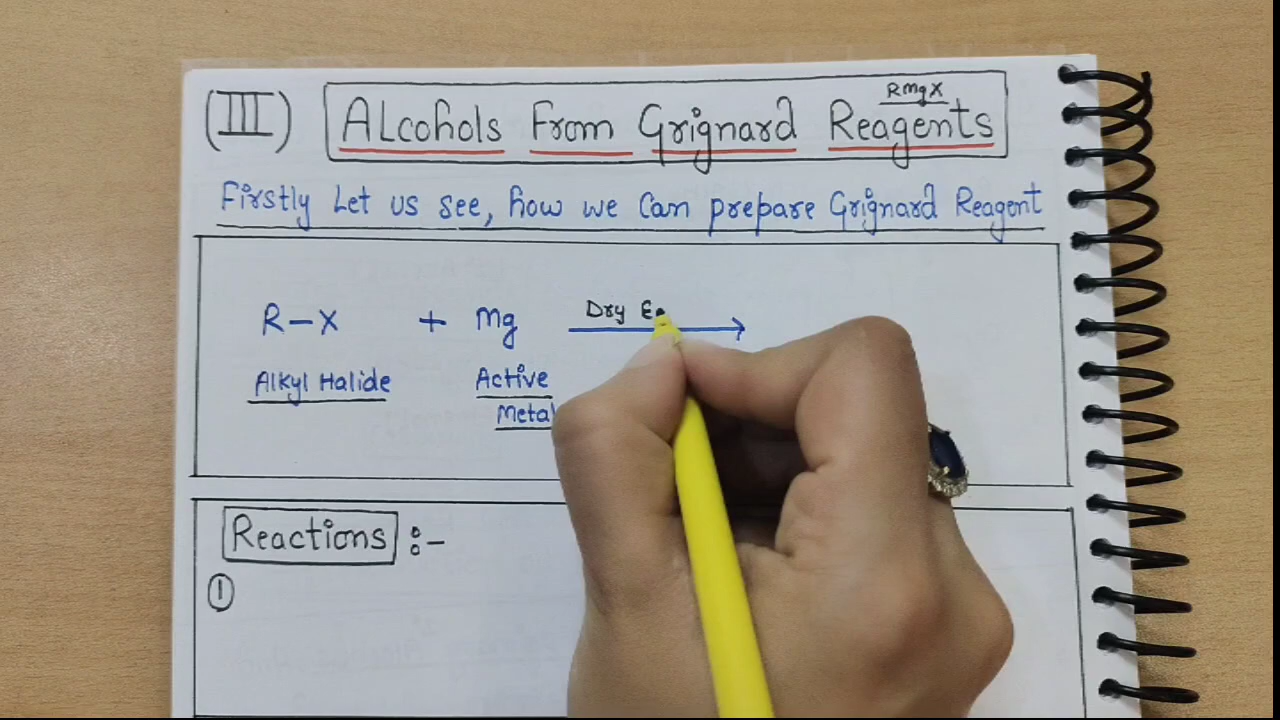 RMgX
(III) Alcohols From Grignard Reagents
Firstly Let us see, how we can prepare Grignard Reagent
R-X + Mg Dry
Alkyl Halide Active
Reactions :-
①